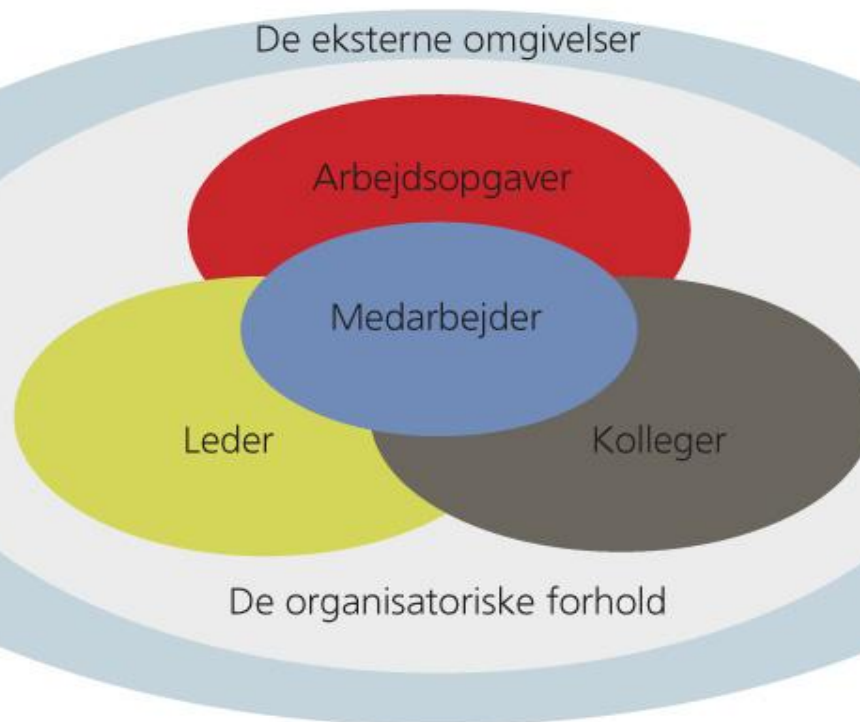 De eksterne omgivelser
Arbejdsopgaver
Medarbejder
Leder
Kolleger
De organisatoriske forhold